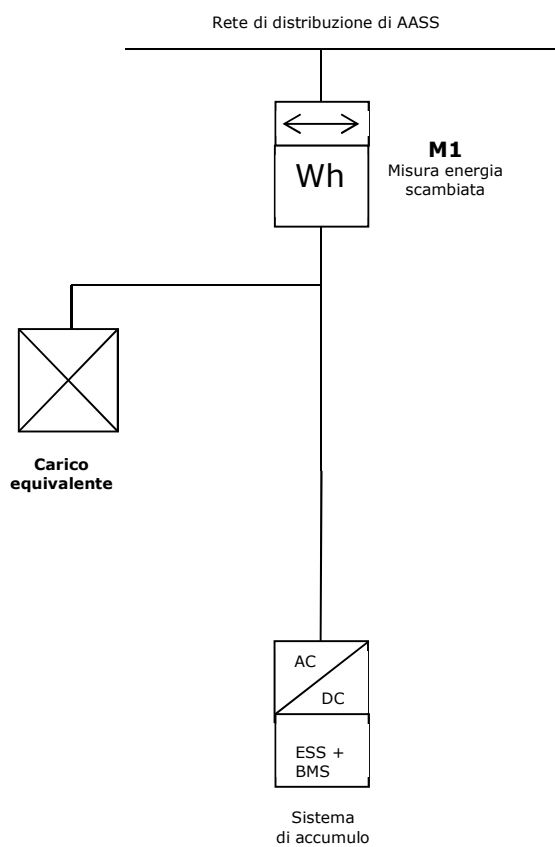 Rete di distribuzione di AASS
M1
Misura energia
scambiata
Wh
Carico
equivalente
AC
DC
ESS +
BMS
Sistema
di accumulo